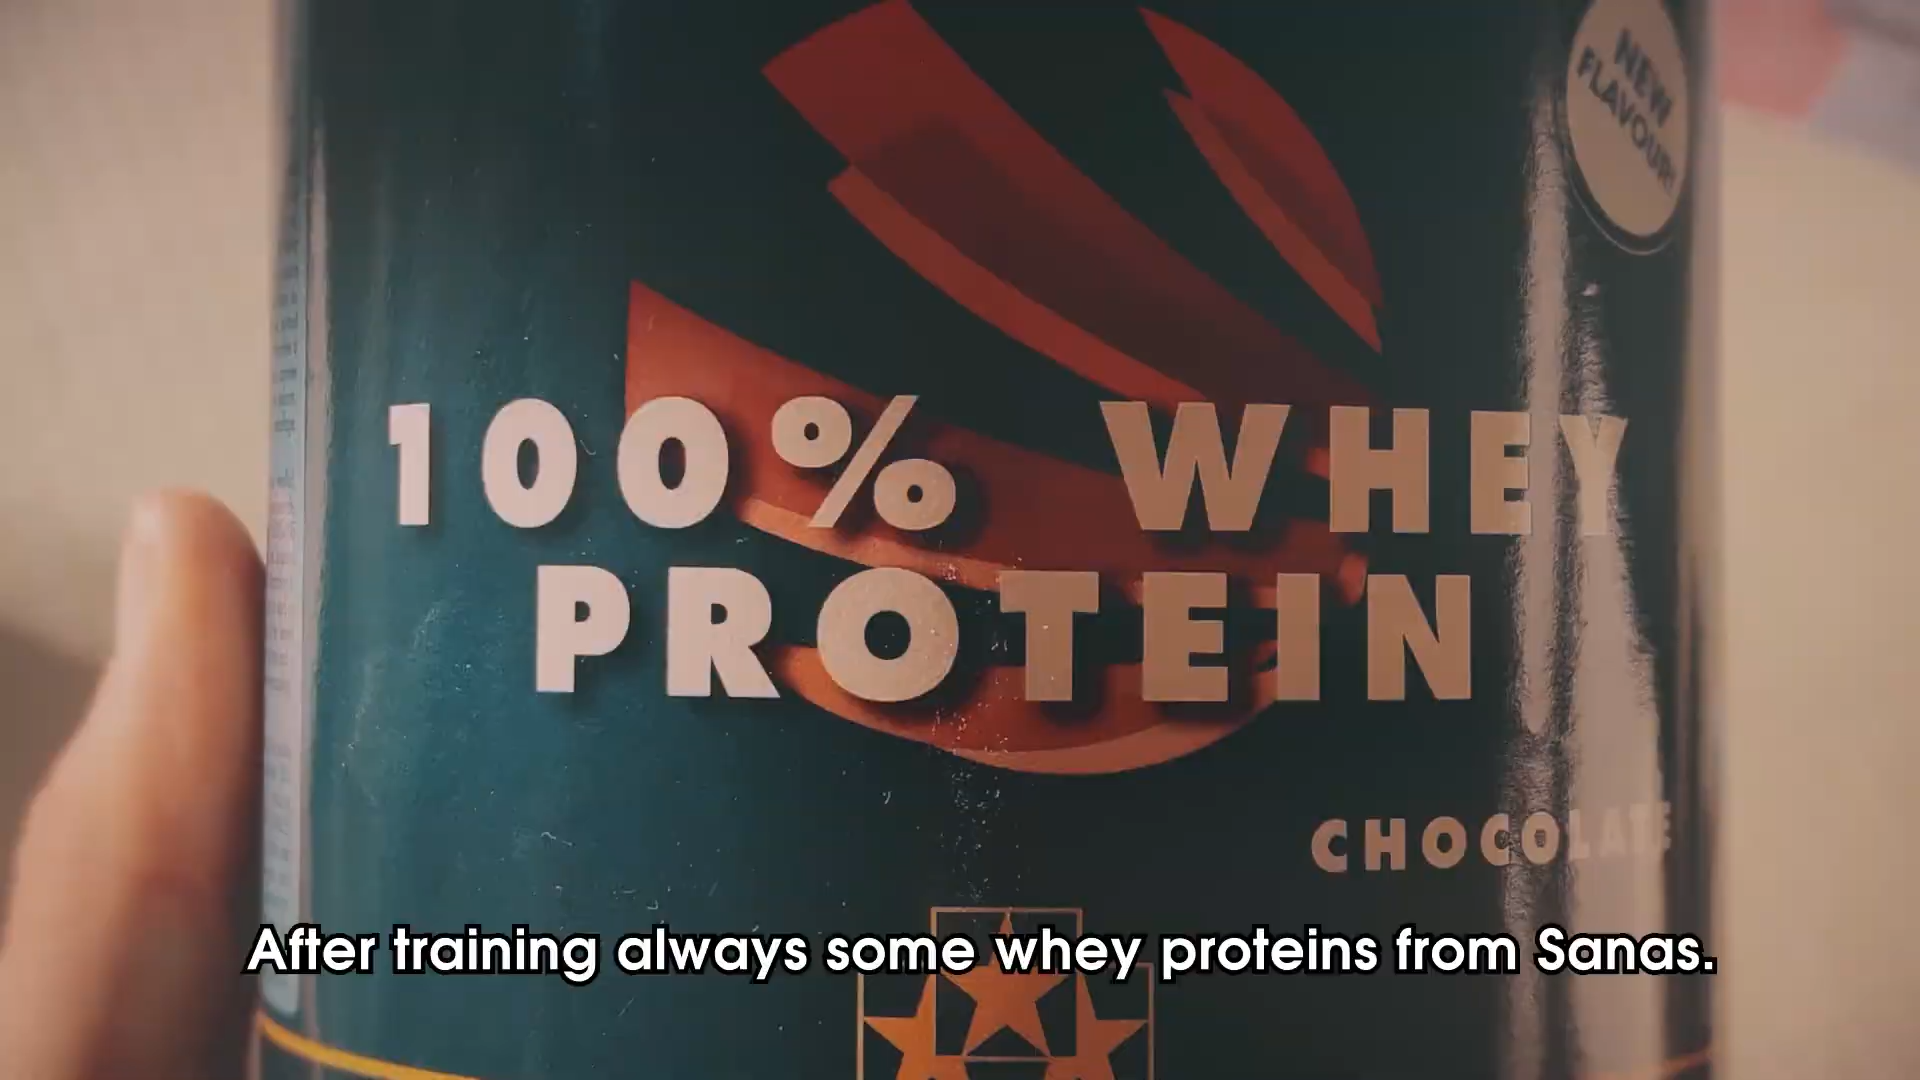 NEW
FLAVOUR!
100% WHEY
PROTEIN
CHOCOLATE
After training always some whey proteins from Sanas.